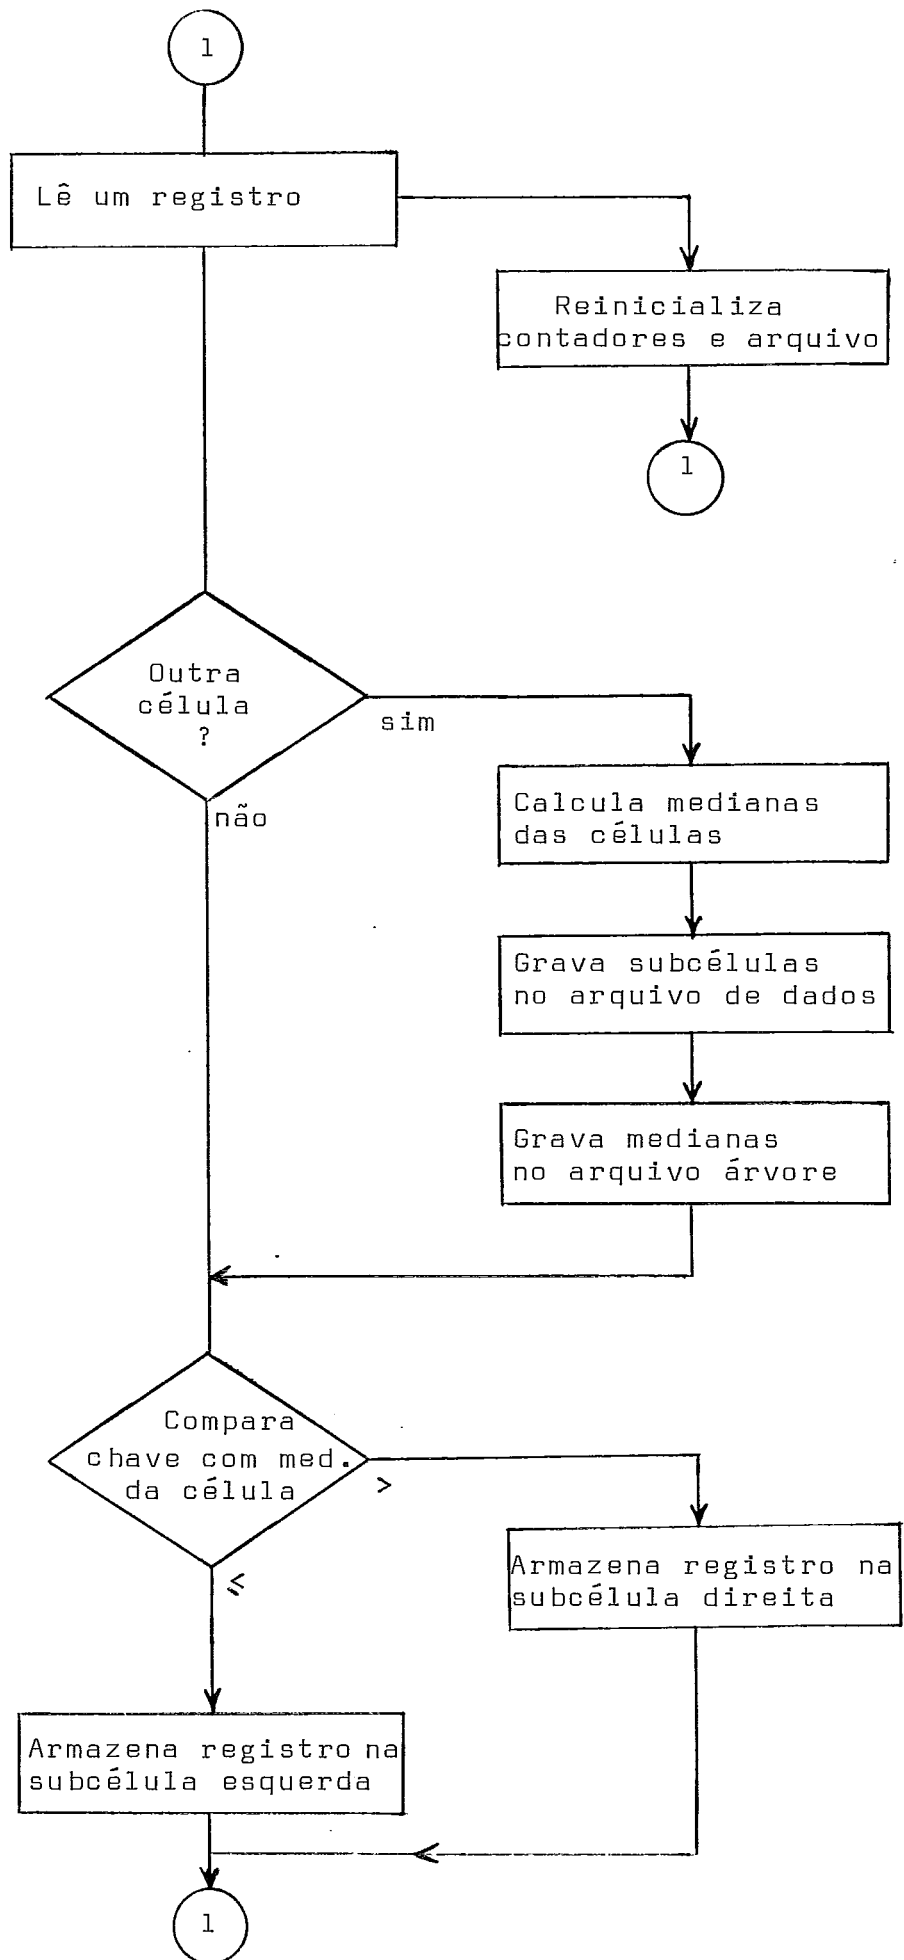 1
Lê um registro
Reinicializa
contadores e arquivo
1
Outra
célula
?
sim
não
Calcula medianas
das células
Grava subcélulas
no arquivo de dados
Grava medianas
no arquivo árvore
Compara
chave com med.
da célula
>
≤
Armazena registro na
subcélula direita
Armazena registro na
subcélula esquerda
1